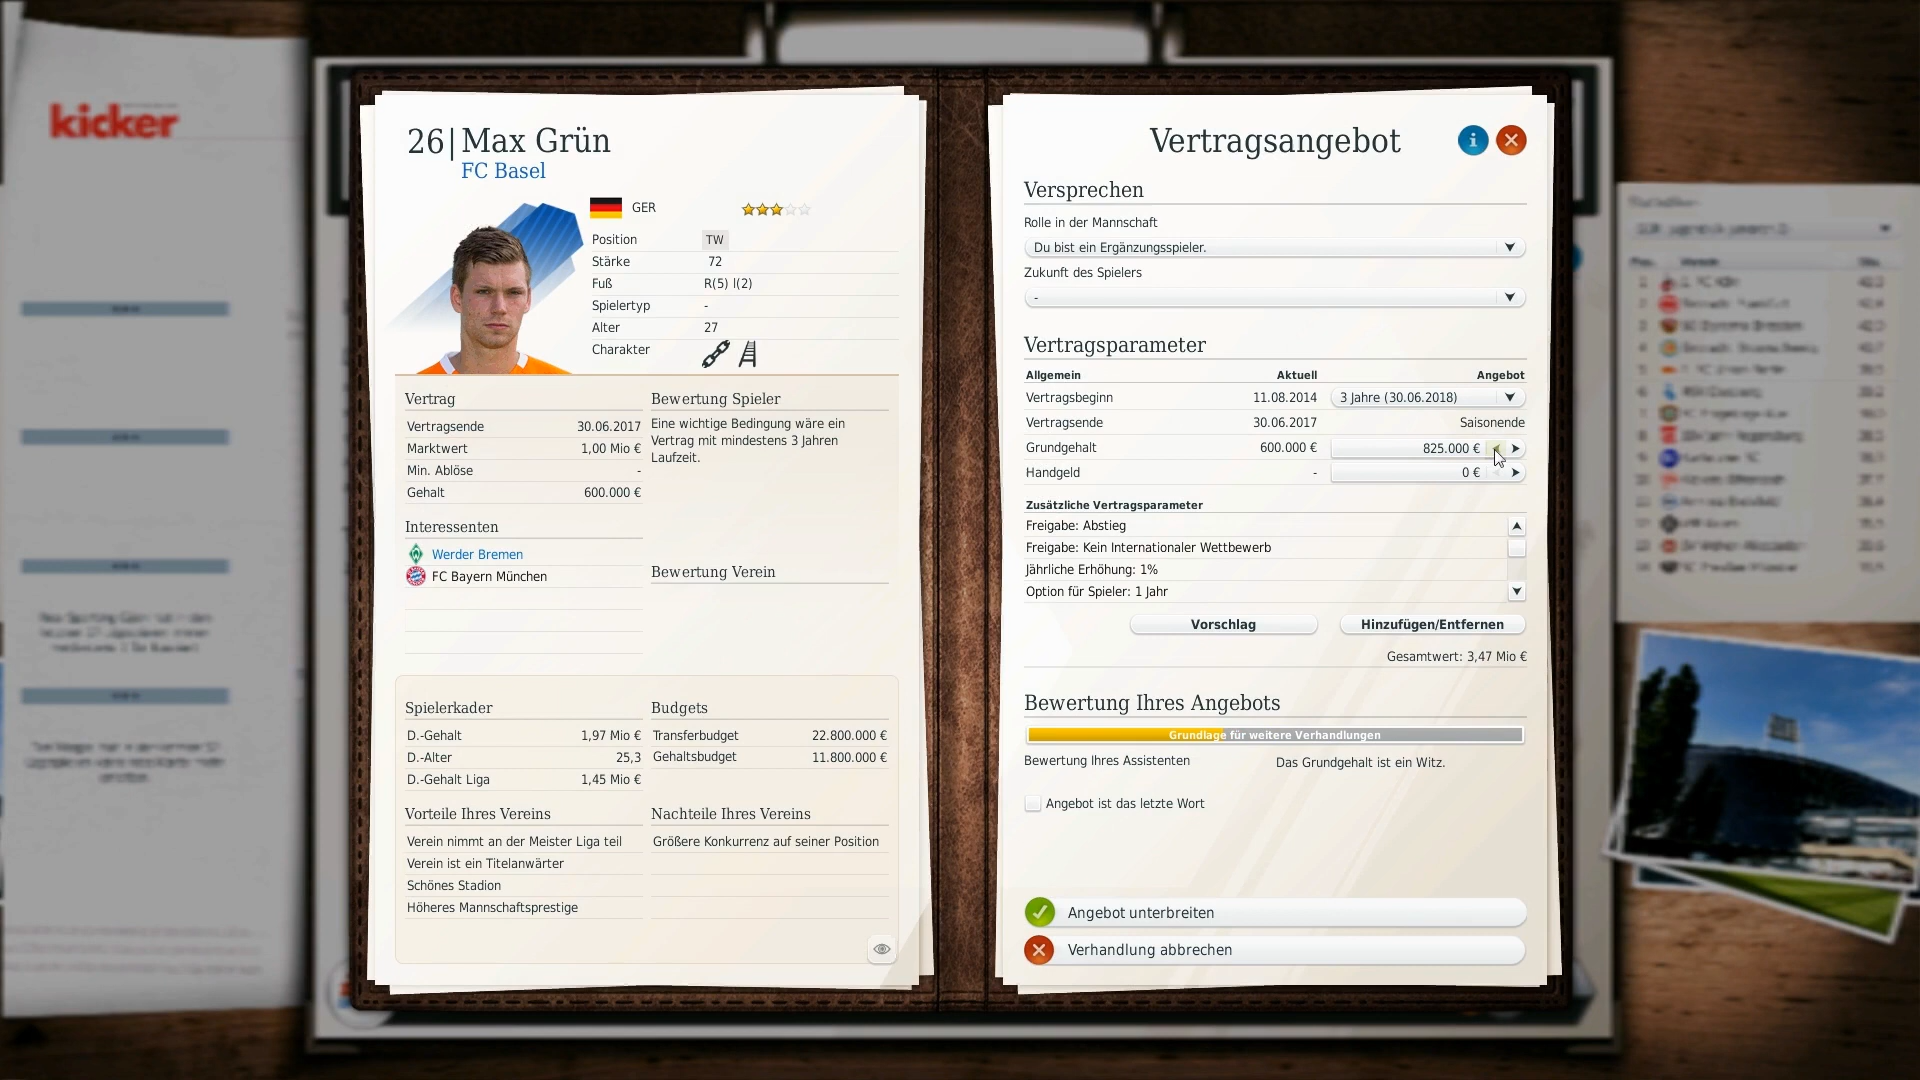 kicker
26| Max Grün
FC Basel
GER
Position TW
Stärke 72
Fuß R(5) l(2)
Spielertyp -
Alter 27
Charakter
Vertrag
Vertragsende 30.06.2017
Marktwert 1,00 Mio €
Min. Ablöse -
Gehalt 600.000 €
Interessenten
Werder Bremen
FC Bayern München
Bewertung Spieler
Eine wichtige Bedingung wäre ein
Vertrag mit mindestens 3 Jahren
Laufzeit.
Bewertung Verein
Spielerkader
D.-Gehalt 1,97 Mio €
D.-Alter 25,3
D.-Gehalt Liga 1,45 Mio €
Budgets
Transferbudget 22.800.000 €
Gehaltsbudget 11.800.000 €
Vorteile Ihres Vereins
Verein nimmt an der Meister Liga teil
Verein ist ein Titelanwärter
Schönes Stadion
Höheres Mannschaftsprestige
Nachteile Ihres Vereins
Größere Konkurrenz auf seiner Position
Vertragsangebot
Versprechen
Rolle in der Mannschaft
Du bist ein Ergänzungsspieler.
Zukunft des Spielers
-
Vertragsparameter
Allgemein Aktuell Angebot
Vertragsbeginn 11.08.2014 3 Jahre (30.06.2018)
Vertragsende 30.06.2017 Saisonende
Grundgehalt 600.000 € 825.000 €
Handgeld - 0 €
Zusätzliche Vertragsparameter
Freigabe: Abstieg
Freigabe: Kein Internationaler Wettbewerb
Jährliche Erhöhung: 1%
Option für Spieler: 1 Jahr
Vorschlag Hinzufügen/Entfernen
Gesamtwert: 3,47 Mio €
Bewertung Ihres Angebots
Grundlage für weitere Verhandlungen
Bewertung Ihres Assistenten Das Grundgehalt ist ein Witz.
Angebot ist das letzte Wort
Angebot unterbreiten
Verhandlung abbrechen